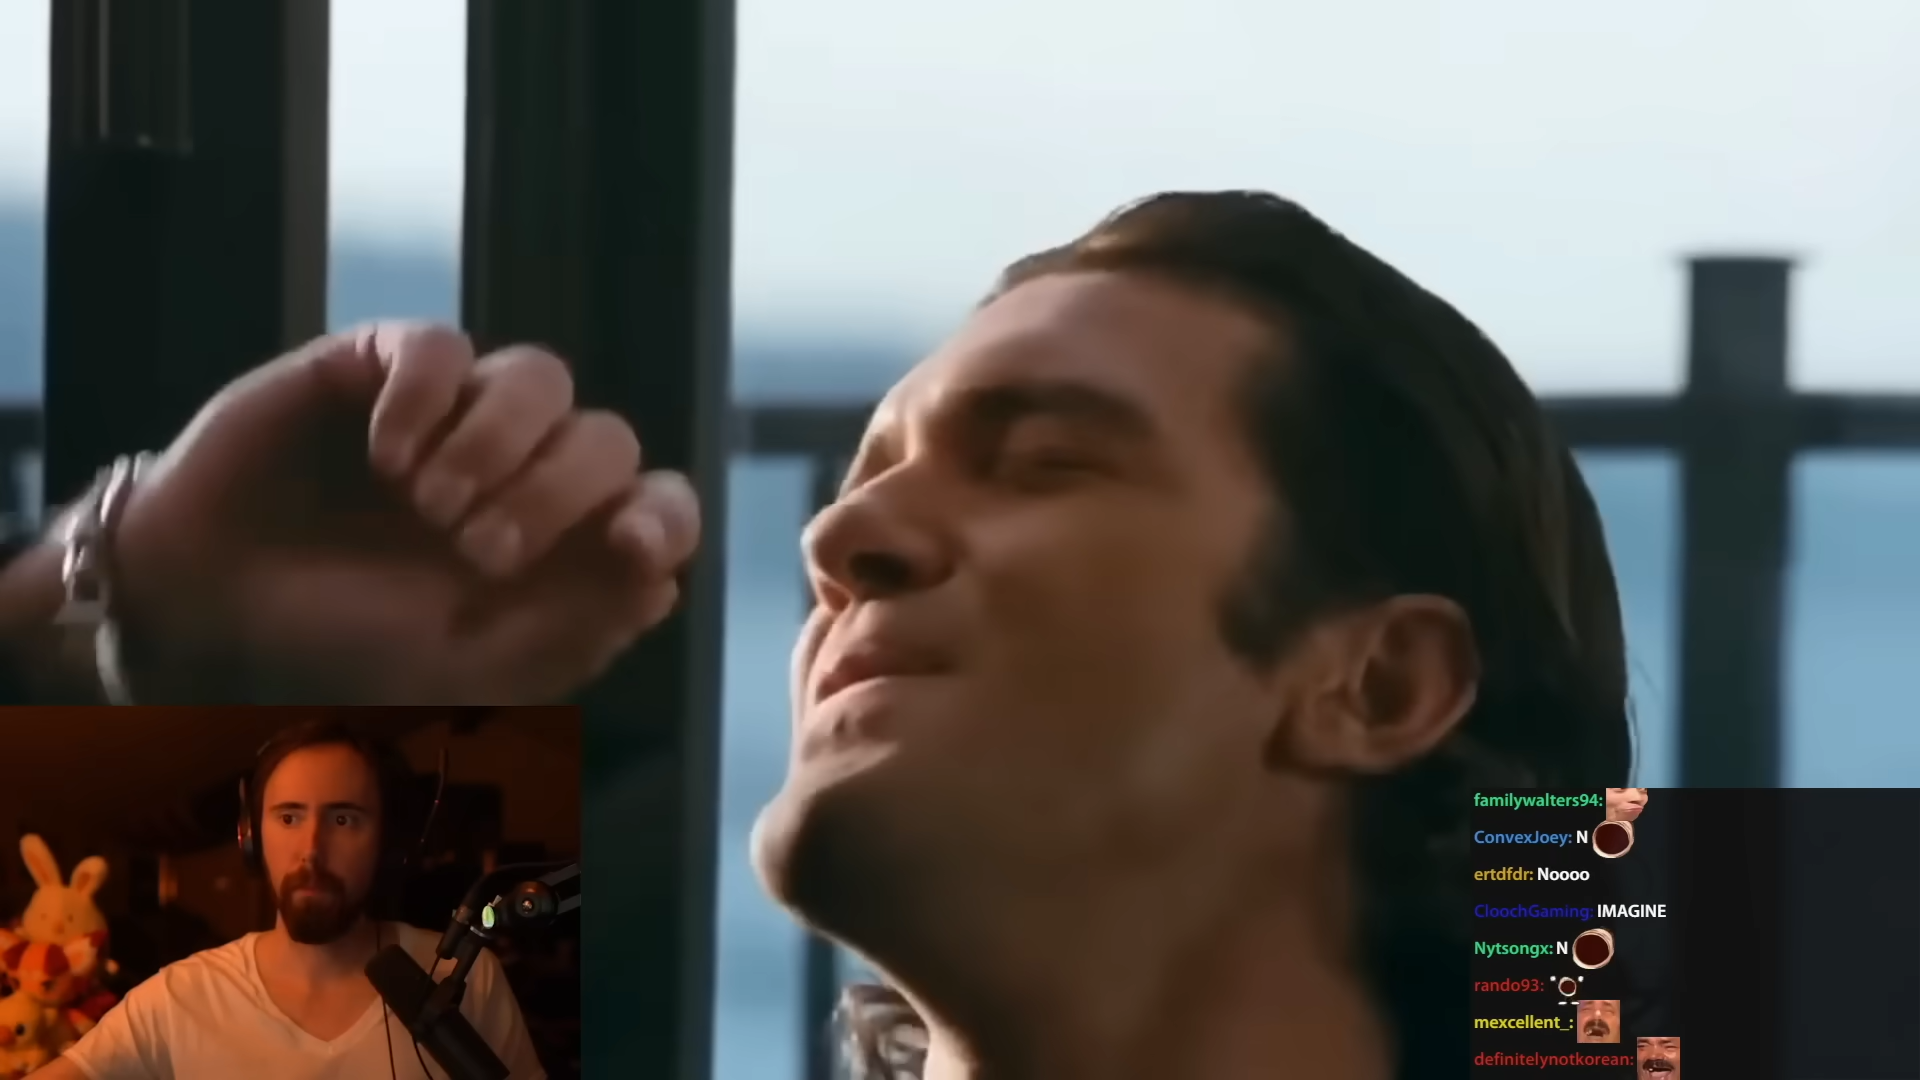 familywalters94:
ConvexJoey: N
ertdfdr: Noooo
CloochGaming: IMAGINE
Nytsongx: N
rando93:
mexcellent_:
definitelynotkorean: